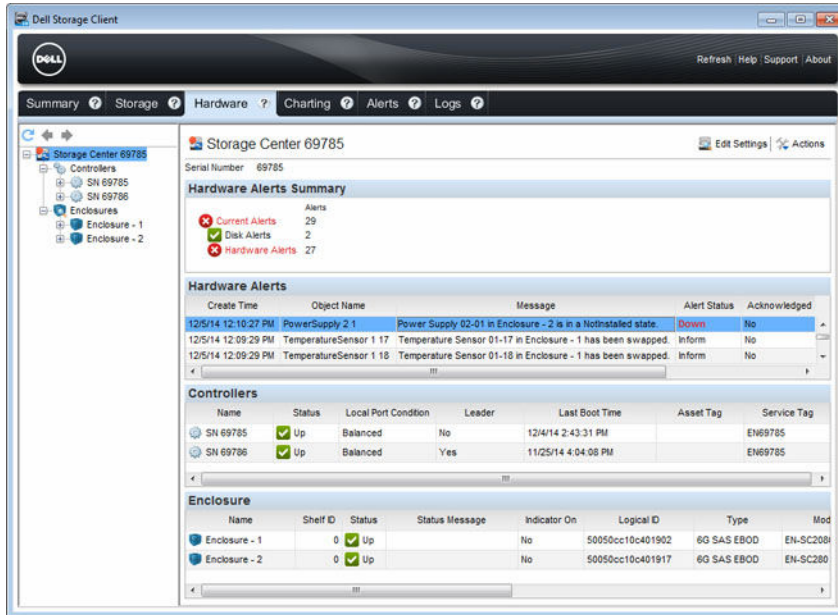 Dell Storage Client
DELL
Refresh Help Support About
Summary ? Storage ? Hardware ? Charting ? Alerts ? Logs ?
Storage Center 69785
Controllers
SN 69785
SN 69786
Enclosures
Enclosure - 1
Enclosure - 2
Storage Center 69785
Edit Settings Actions
Serial Number 69785
Hardware Alerts Summary
Alerts
Current Alerts 29
Disk Alerts 2
Hardware Alerts 27
Hardware Alerts
Create Time Object Name Message Alert Status Acknowledged
12/5/14 12:10:27 PM PowerSupply 2 1 Power Supply 02-01 in Enclosure - 2 is in a NotInstalled state. Down No
12/5/14 12:09:29 PM TemperatureSensor 1 17 Temperature Sensor 01-17 in Enclosure - 1 has been swapped. Inform No
12/5/14 12:09:29 PM TemperatureSensor 1 18 Temperature Sensor 01-18 in Enclosure - 1 has been swapped. Inform No
Controllers
Name Status Local Port Condition Leader Last Boot Time Asset Tag Service Tag
SN 69785 Up Balanced No 12/4/14 2:43:31 PM EN69785
SN 69786 Up Balanced Yes 11/25/14 4:04:08 PM EN69785
Enclosure
Name Shelf ID Status Status Message Indicator On Logical ID Type Mod
Enclosure - 1 0 Up No 50050cc10c401902 6G SAS EBOD EN-SC208
Enclosure - 2 0 Up No 50050cc10c401917 6G SAS EBOD EN-SC280